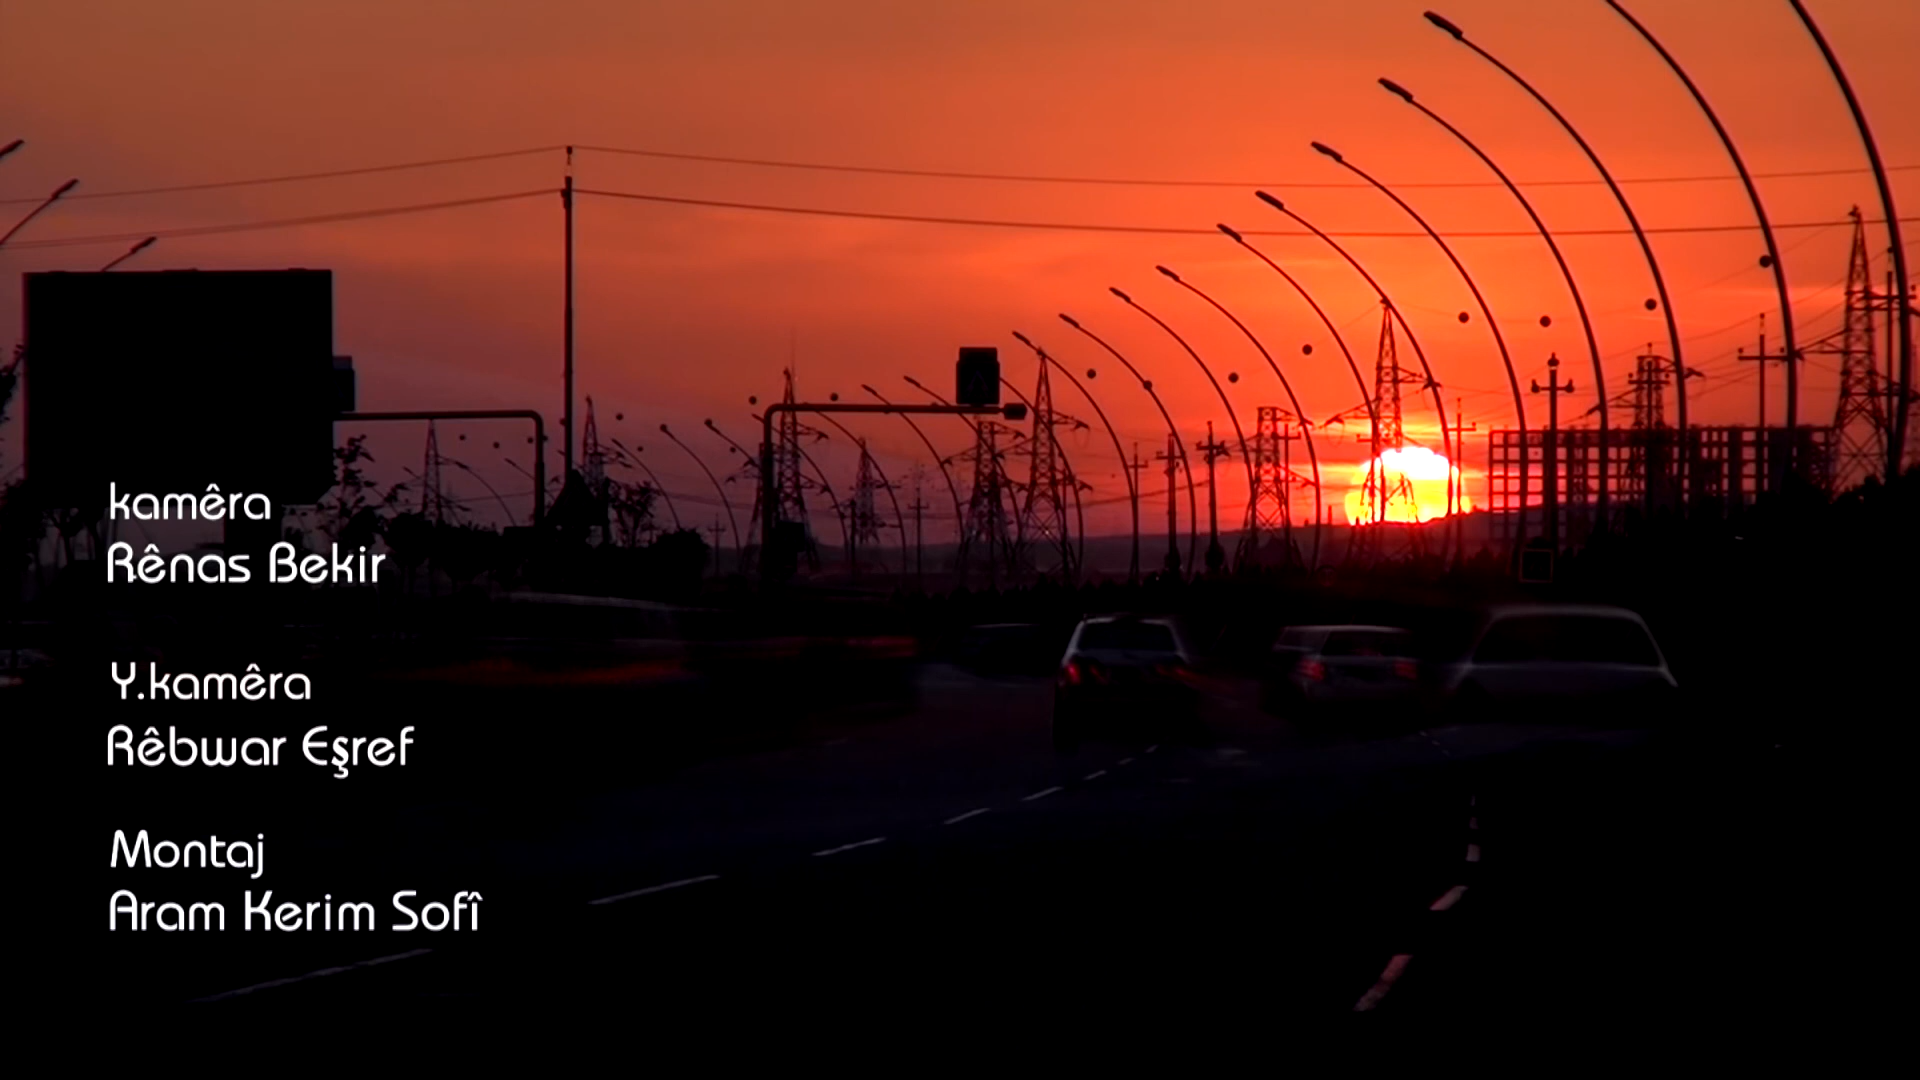 kamêra
Rênas Bekir
Y.kamêra
Rêbwar Eşref
Montaj
Aram Kerim Sofî